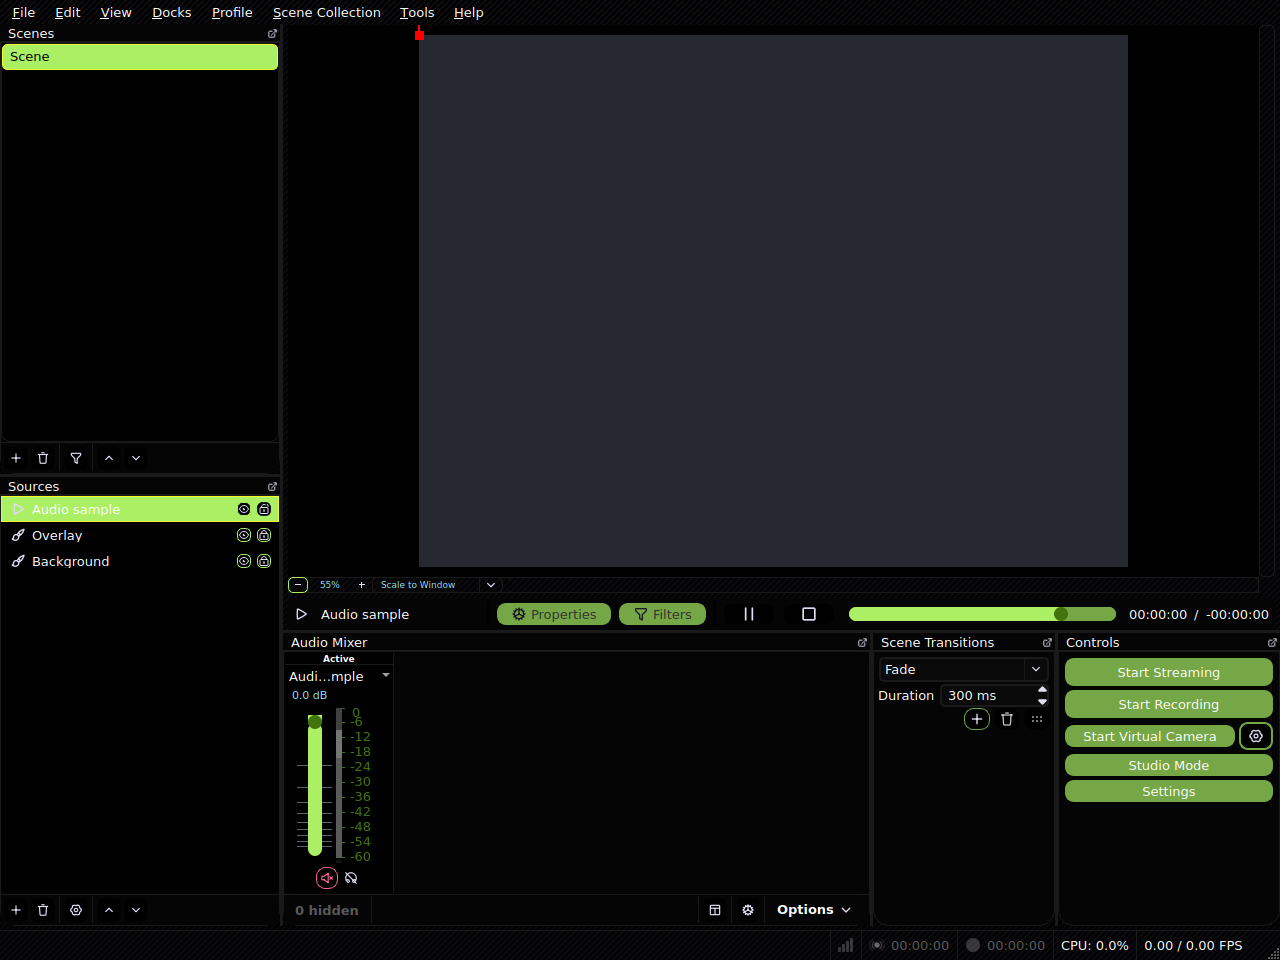 File Edit View Docks Profile Scene Collection Tools Help
Scenes
Scene
Sources
Audio sample
Overlay
Background
55% Scale to Window
Audio sample Properties Filters 00:00:00 / -00:00:00
Audio Mixer
Active
Audi...mple
0.0 dB
0
-6
-12
-18
-24
-30
-36
-42
-48
-54
-60
0 hidden Options
Scene Transitions
Fade
Duration 300 ms
Controls
Start Streaming
Start Recording
Start Virtual Camera
Studio Mode
Settings
00:00:00 00:00:00 CPU: 0.0% 0.00 / 0.00 FPS